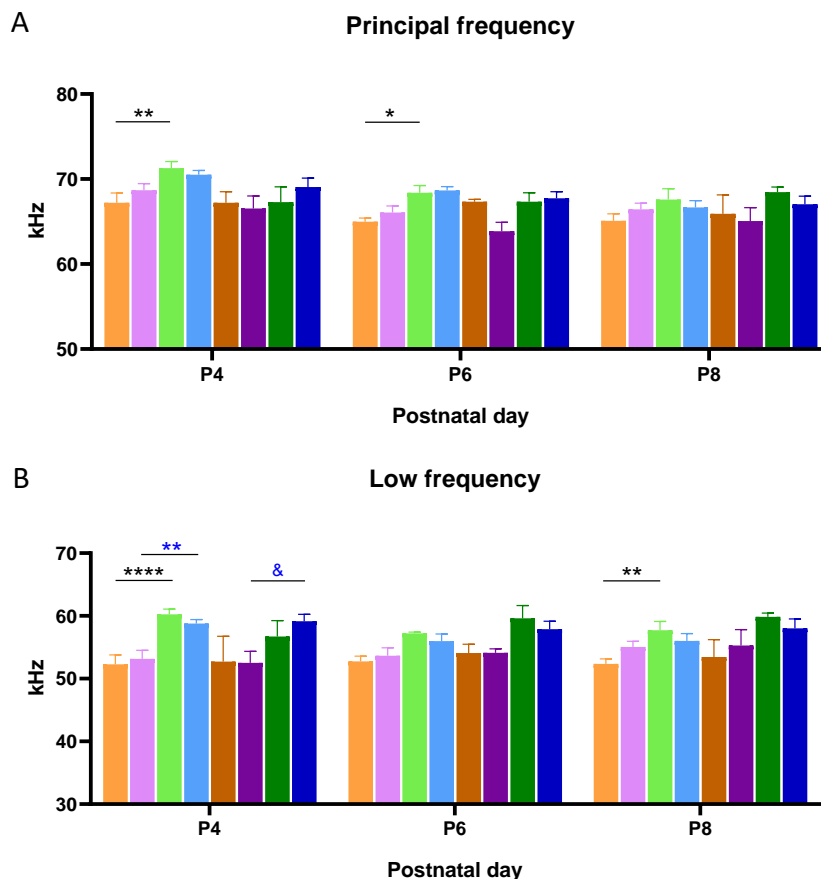 A
Principal frequency
80
70
60
50
kHz
**
*
P4
P6
P8
Postnatal day
B
Low frequency
70
60
50
40
30
kHz
**
****
&
**
P4
P6
P8
Postnatal day